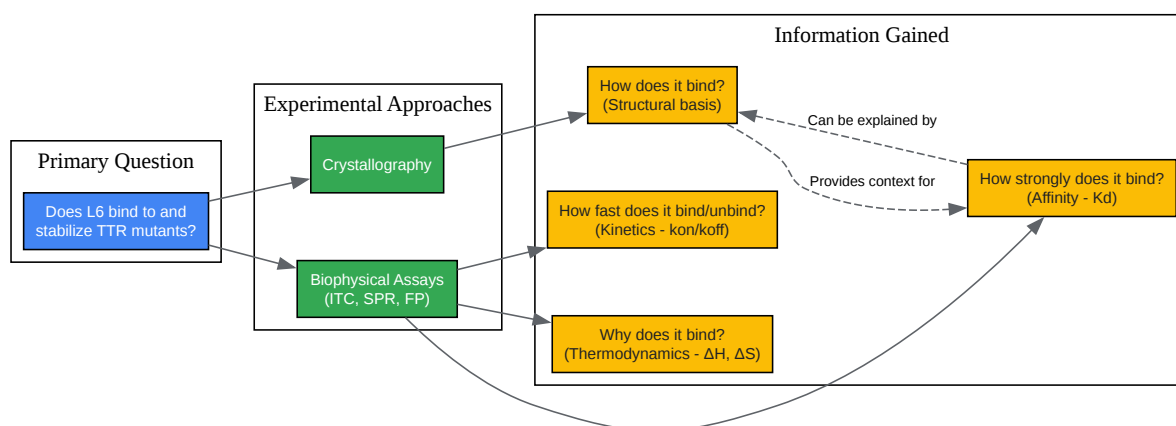 Primary Question
Does L6 bind to and
stabilize TTR mutants?
Experimental Approaches
Crystallography
Biophysical Assays
(ITC, SPR, FP)
Information Gained
How does it bind?
(Structural basis)
Can be explained by
Provides context for
How strongly does it bind?
(Affinity - Kd)
How fast does it bind/unbind?
(Kinetics - kon/koff)
Why does it bind?
(Thermodynamics - ΔH, ΔS)